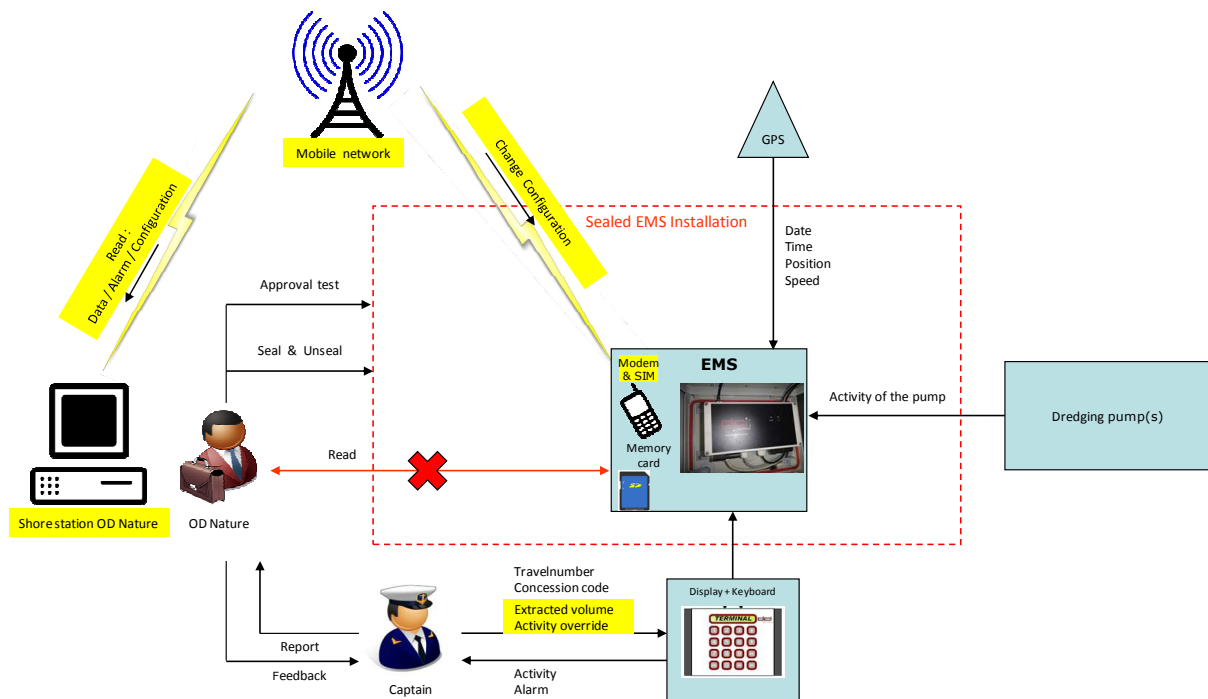 Mobile network
GPS
Change Configuration
Read :
Data / Alarm / Configuration
Sealed EMS Installation
Date
Time
Position
Speed
Approval test
Seal & Unseal
Modem
& SIM
EMS
Activity of the pump
Dredging pump(s)
Read
Memory
card
Shore station OD Nature
OD Nature
Travelnumber
Concession code
Extracted volume
Activity override
Display + Keyboard
TERMINAL
Report
Feedback
Captain
Activity
Alarm